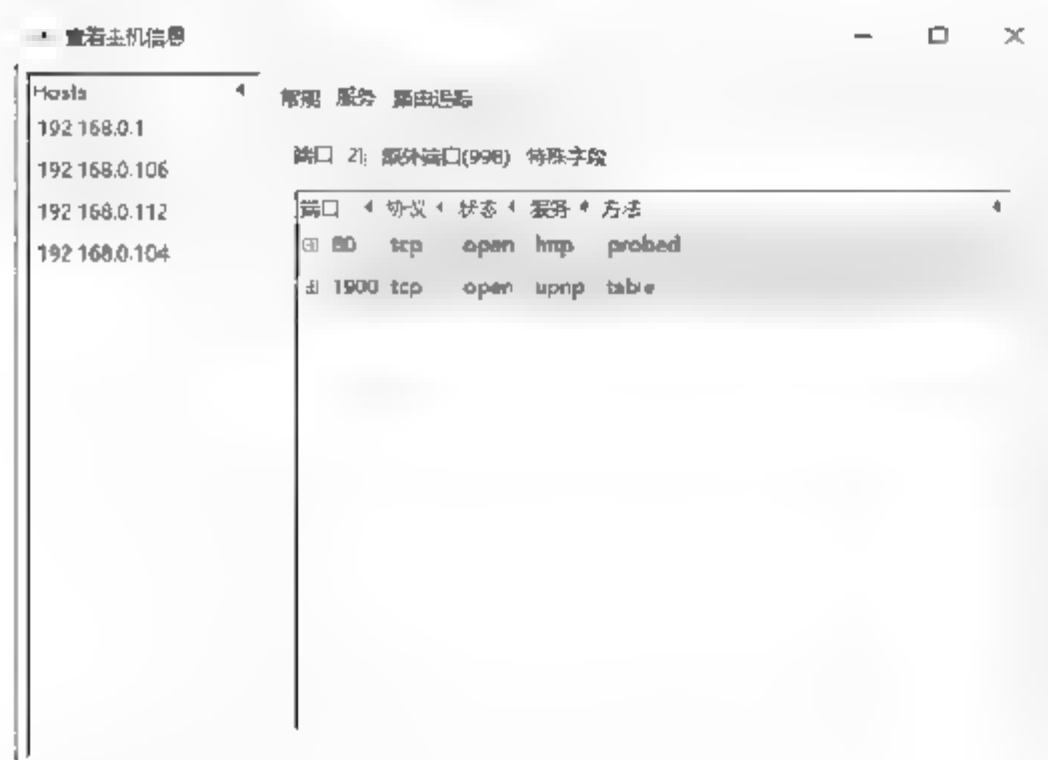 查看主机信息
Hosts
192.168.0.1
192.168.0.106
192.168.0.112
192.168.0.104
常规 服务 路由追踪
端口 (2) 额外端口(998) 特殊字段
端口 协议 状态 服务 方法
80 tcp open http probed
1900 tcp open upnp table